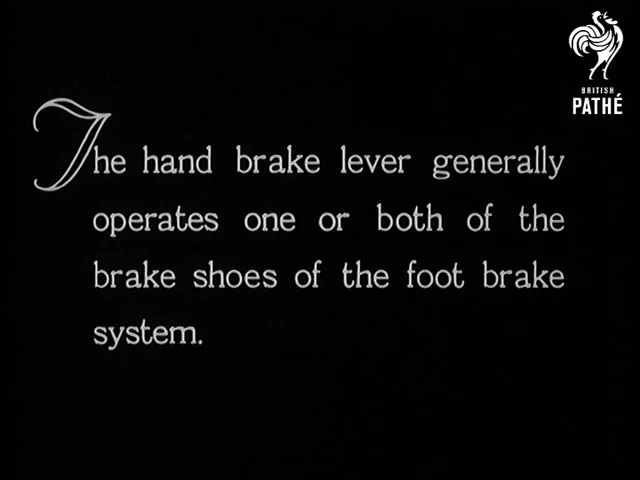 BRITISH
PATHÉ
The hand brake lever generally
operates one or both of the
brake shoes of the foot brake
system.